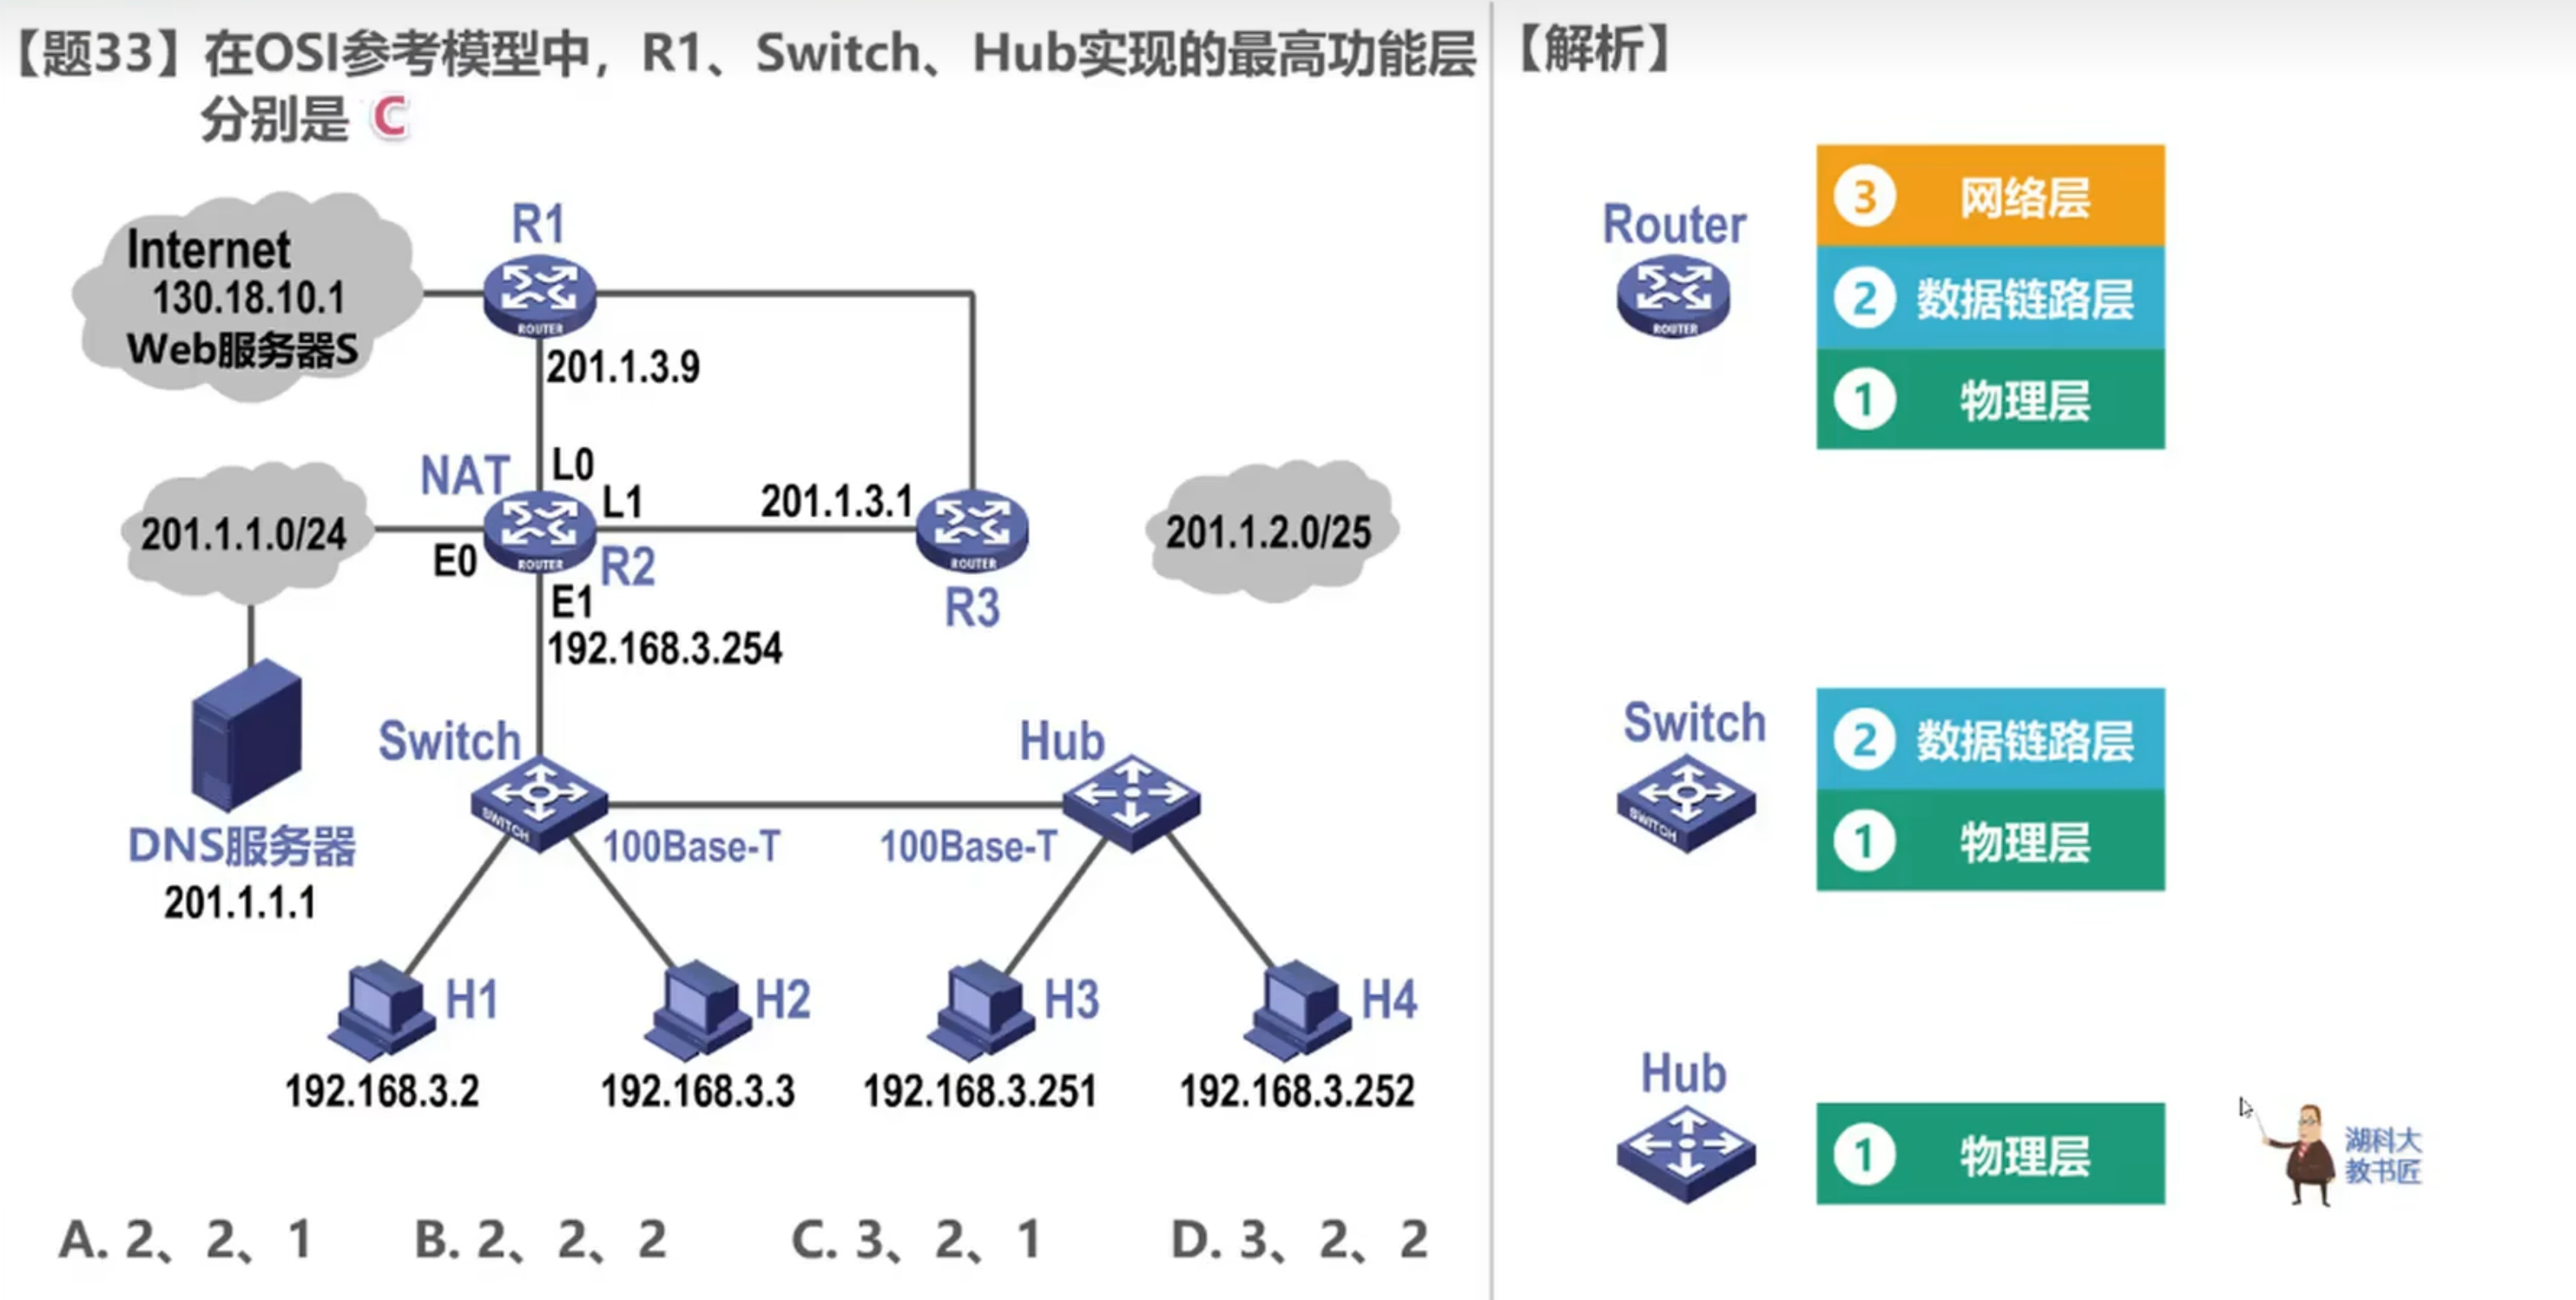 【题33】在OSI参考模型中，R1、Switch、Hub实现的最高功能层
分别是 C
Internet
130.18.10.1
Web服务器S
R1
ROUTER
201.1.3.9
NAT
L0
L1
201.1.3.1
201.1.1.0/24
E0
ROUTER
R2
ROUTER
R3
201.1.2.0/25
E1
192.168.3.254
Switch
SWITCH
100Base-T
Hub
100Base-T
DNS服务器
201.1.1.1
H1
H2
H3
H4
192.168.3.2
192.168.3.3
192.168.3.251
192.168.3.252
A. 2、2、1
B. 2、2、2
C. 3、2、1
D. 3、2、2
【解析】
Router
ROUTER
3 网络层
2 数据链路层
1 物理层
Switch
SWITCH
2 数据链路层
1 物理层
Hub
1 物理层
湖科大
教书匠